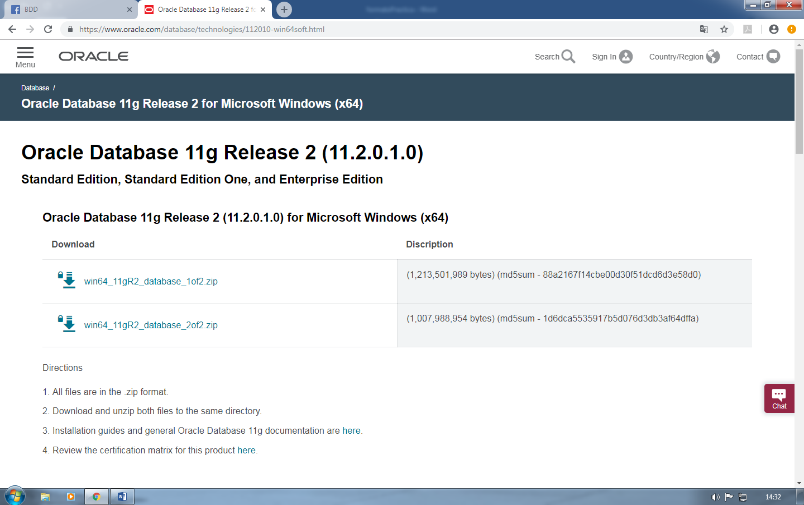 BDD
Oracle Database 11g Release 2 fo
https://www.oracle.com/database/technologies/112010-win64soft.html
Menu
ORACLE
Search
Sign In
Country/Region
Contact
Database /
Oracle Database 11g Release 2 for Microsoft Windows (x64)
Oracle Database 11g Release 2 (11.2.0.1.0)
Standard Edition, Standard Edition One, and Enterprise Edition
Oracle Database 11g Release 2 (11.2.0.1.0) for Microsoft Windows (x64)
Download
Discription
win64_11gR2_database_1of2.zip
(1,213,501,989 bytes) (md5sum - 88a2167f14cbe00d30f51dcd6d3e58d0)
win64_11gR2_database_2of2.zip
(1,007,988,954 bytes) (md5sum - 1d6dca5535917b5d076d3db3af64dffa)
Directions
1. All files are in the .zip format.
2. Download and unzip both files to the same directory.
3. Installation guides and general Oracle Database 11g documentation are here.
4. Review the certification matrix for this product here.
Chat
14:32